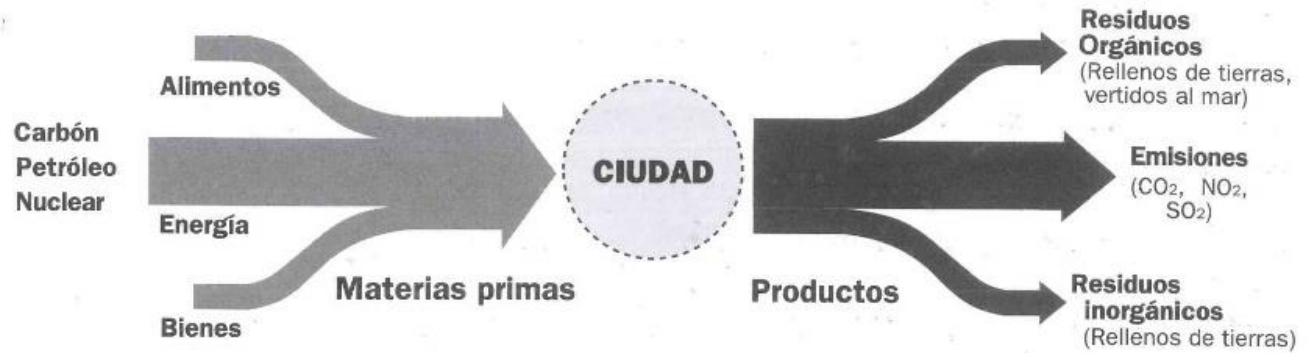 Alimentos
Carbón
Petróleo
Nuclear
Energía
Bienes
Materias primas
CIUDAD
Productos
Residuos
Orgánicos
(Rellenos de tierras,
vertidos al mar)
Emisiones
(CO₂, NO₂,
SO₂)
Residuos
inorgánicos
(Rellenos de tierras)